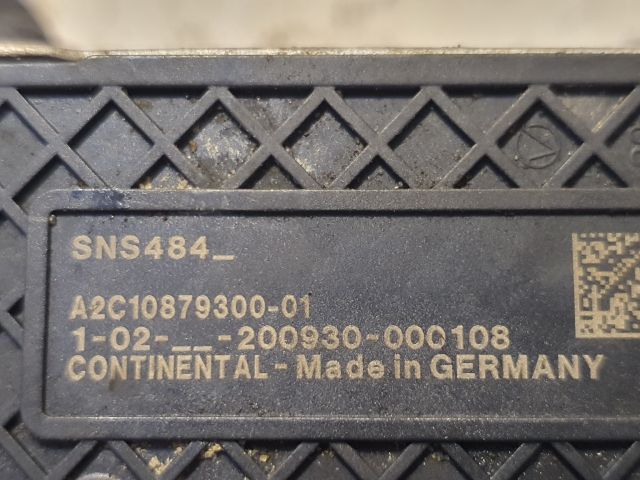 SNS484_
A2C10879300-01
1-02-__-200930-000108
CONTINENTAL - Made in GERMANY